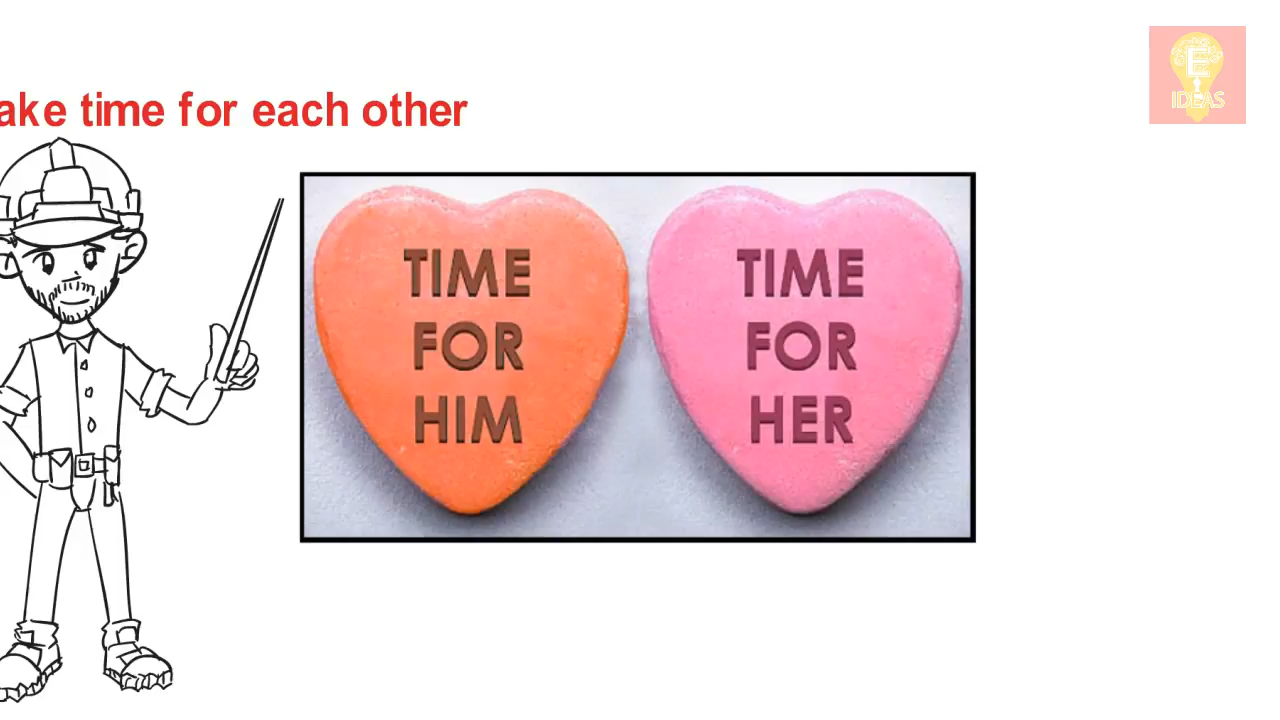 ake time for each other
E
IDEAS
TIME
FOR
HIM
TIME
FOR
HER